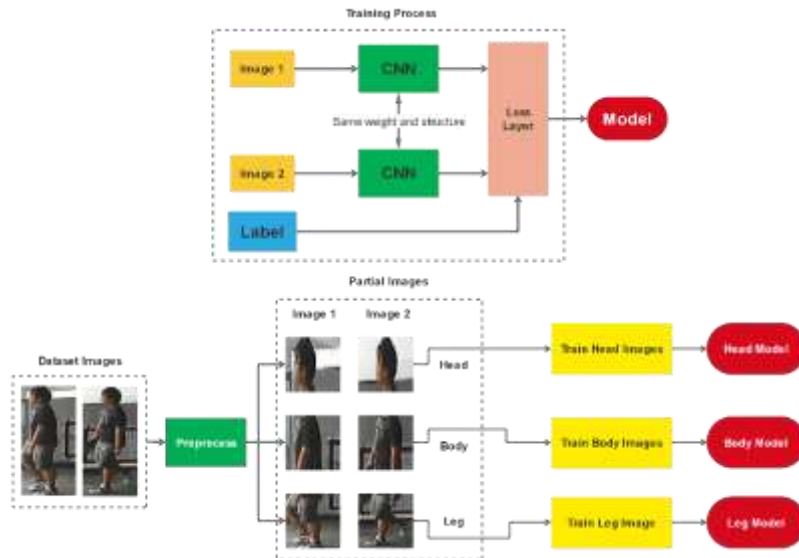 Training Process
Image 1
CNN
Loss
Layer
Model
Same weight and structure
Image 2
CNN
Label
Partial Images
Image 1
Image 2
Dataset Images
Head
Train Head Images
Head Model
Preprocess
Body
Train Body Images
Body Model
Leg
Train Leg Image
Leg Model